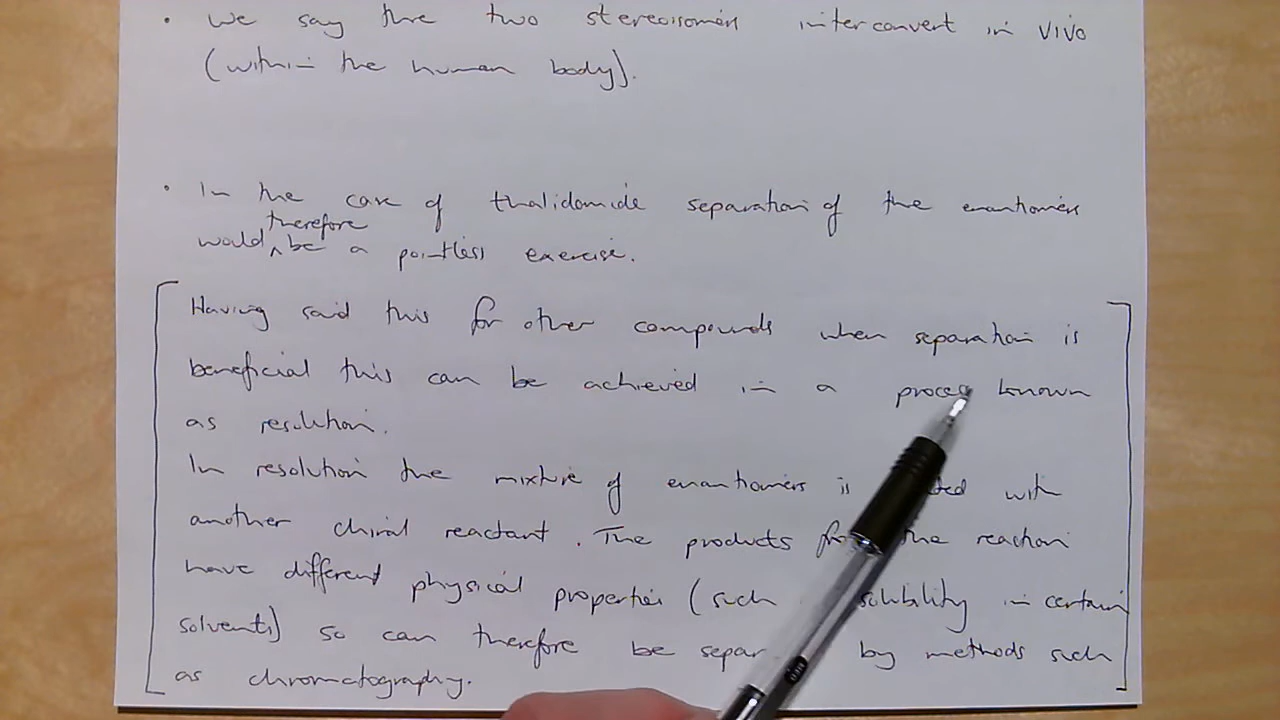 • We say the two stereoisomers interconvert in vivo
(within the human body).
• In the case of thalidomide separation of the enantiomers
therefore
would ^ be a pointless exercise.
Having said this for other compounds when separation is
beneficial this can be achieved in a process known
as resolution.
In resolution the mixture of enantiomers is with
another chiral reactant. The products the reaction
have different physical properties (such solubility in certain
solvents) so can therefore be by methods such
as chromatography.